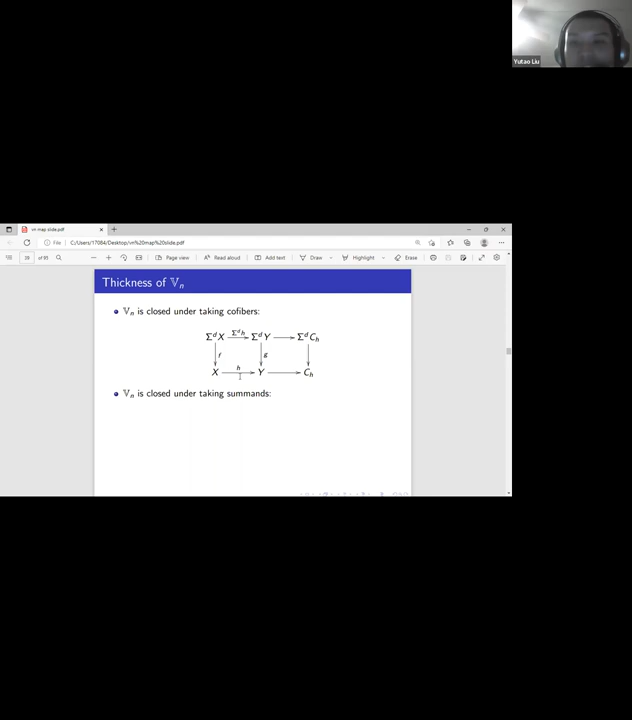 Yutao Liu
vn map slide.pdf
File C:/Users/17084/Desktop/vn%20map%20slide.pdf
of 95 Page view Read aloud Add text Draw Highlight Erase
Thickness of 𝕍ₙ
𝕍ₙ is closed under taking cofibers:
ΣᵈX Σᵈh ΣᵈY ΣᵈCₕ
f g
h
X Y Cₕ
𝕍ₙ is closed under taking summands: